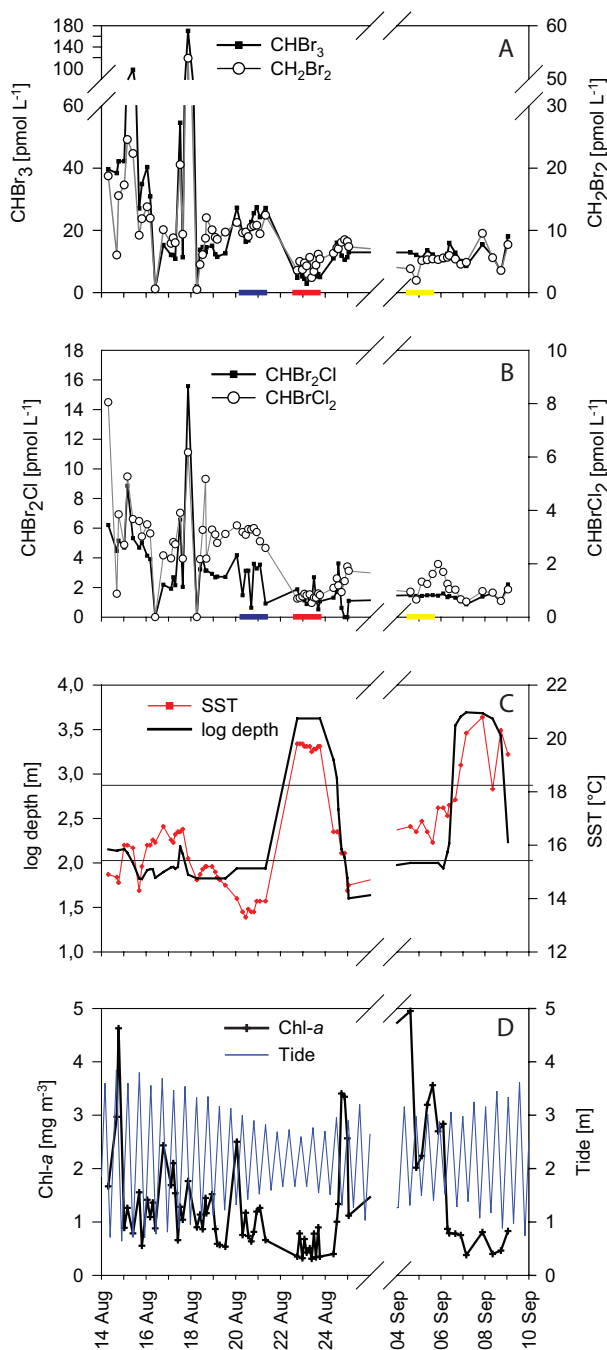 180
160
140
120
100
60
40
20
0
CHBr3 [pmol L-1]
CHBr3
CH2Br2
A
60
50
30
20
10
0
CH2Br2 [pmol L-1]
18
16
14
12
10
8
6
4
2
0
CHBr2Cl [pmol L-1]
CHBr2Cl
CHBrCl2
B
10
8
6
4
2
0
CHBrCl2 [pmol L-1]
4,0
3,5
3,0
2,5
2,0
1,5
1,0
log depth [m]
SST
log depth
C
22
20
18
16
14
12
SST [°C]
5
4
3
2
1
0
Chl-a [mg m-3]
Chl-a
Tide
D
5
4
3
2
1
0
Tide [m]
14 Aug
16 Aug
18 Aug
20 Aug
22 Aug
24 Aug
04 Sep
06 Sep
08 Sep
10 Sep